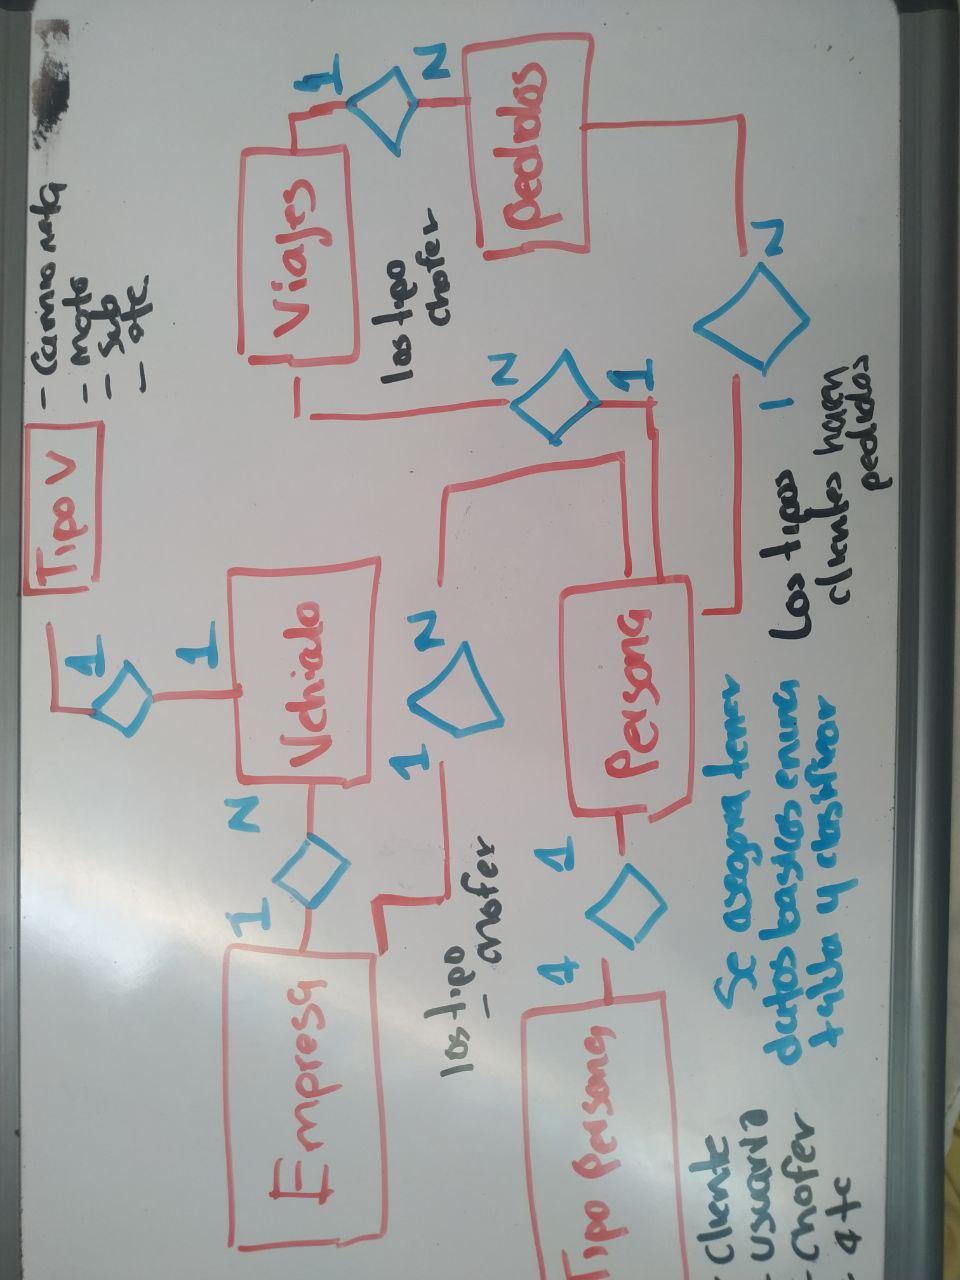 Tipo V
- Camioneta
- moto
- sub
- etc.
1
1
Empresa
1
N
Vehiculo
Viajes
1
los tipo
chofer
N
Pedidos
los tipo
- chofer
1
N
Tipo Persona
1
1
Persona
N
1
- cliente
- usuario
- chofer
- etc
Se asegura tener
datos basicos en una
tabla y clasificar
Los tipos
clientes hacen
pedidos
1
N